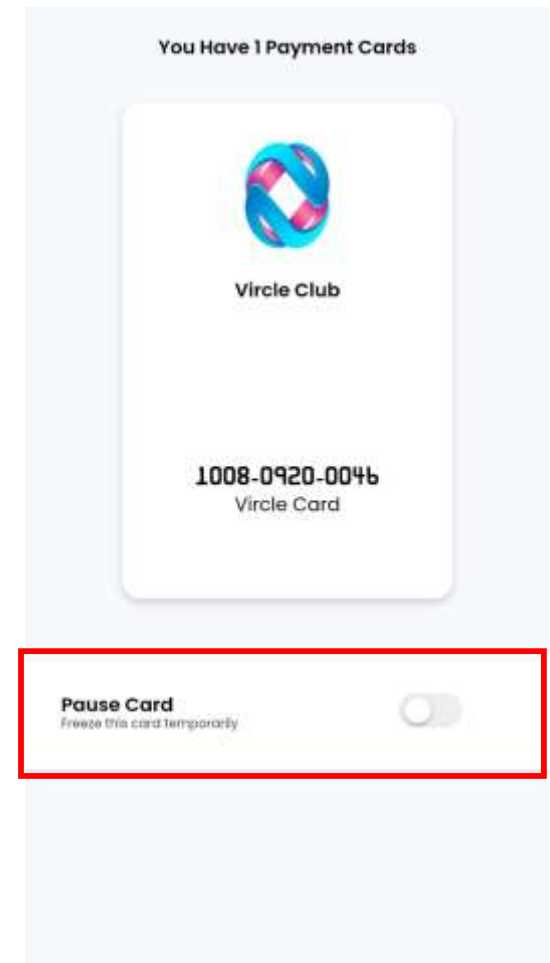 You Have 1 Payment Cards
Vircle Club
1008-0920-0046
Vircle Card
Pause Card
Freeze this card temporarily